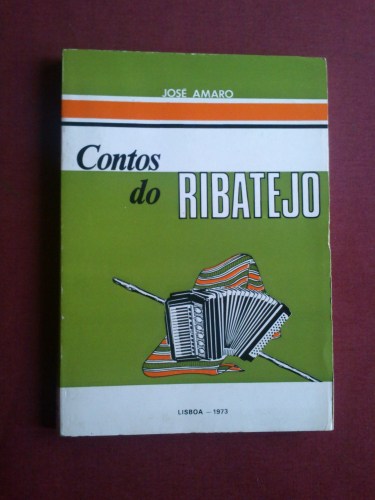 JOSÉ AMARO
Contos
do RIBATEJO
LISBOA — 1973